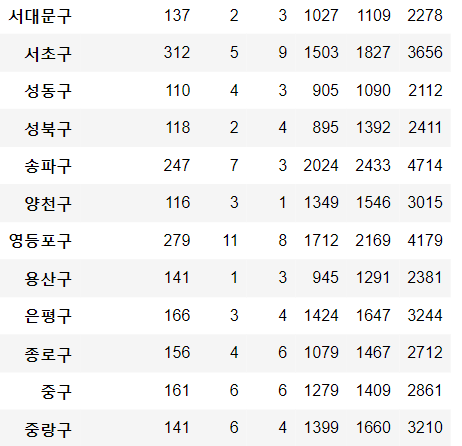 서대문구 137 2 3 1027 1109 2278
서초구 312 5 9 1503 1827 3656
성동구 110 4 3 905 1090 2112
성북구 118 2 4 895 1392 2411
송파구 247 7 3 2024 2433 4714
양천구 116 3 1 1349 1546 3015
영등포구 279 11 8 1712 2169 4179
용산구 141 1 3 945 1291 2381
은평구 166 3 4 1424 1647 3244
종로구 156 4 6 1079 1467 2712
중구 161 6 6 1279 1409 2861
중랑구 141 6 4 1399 1660 3210